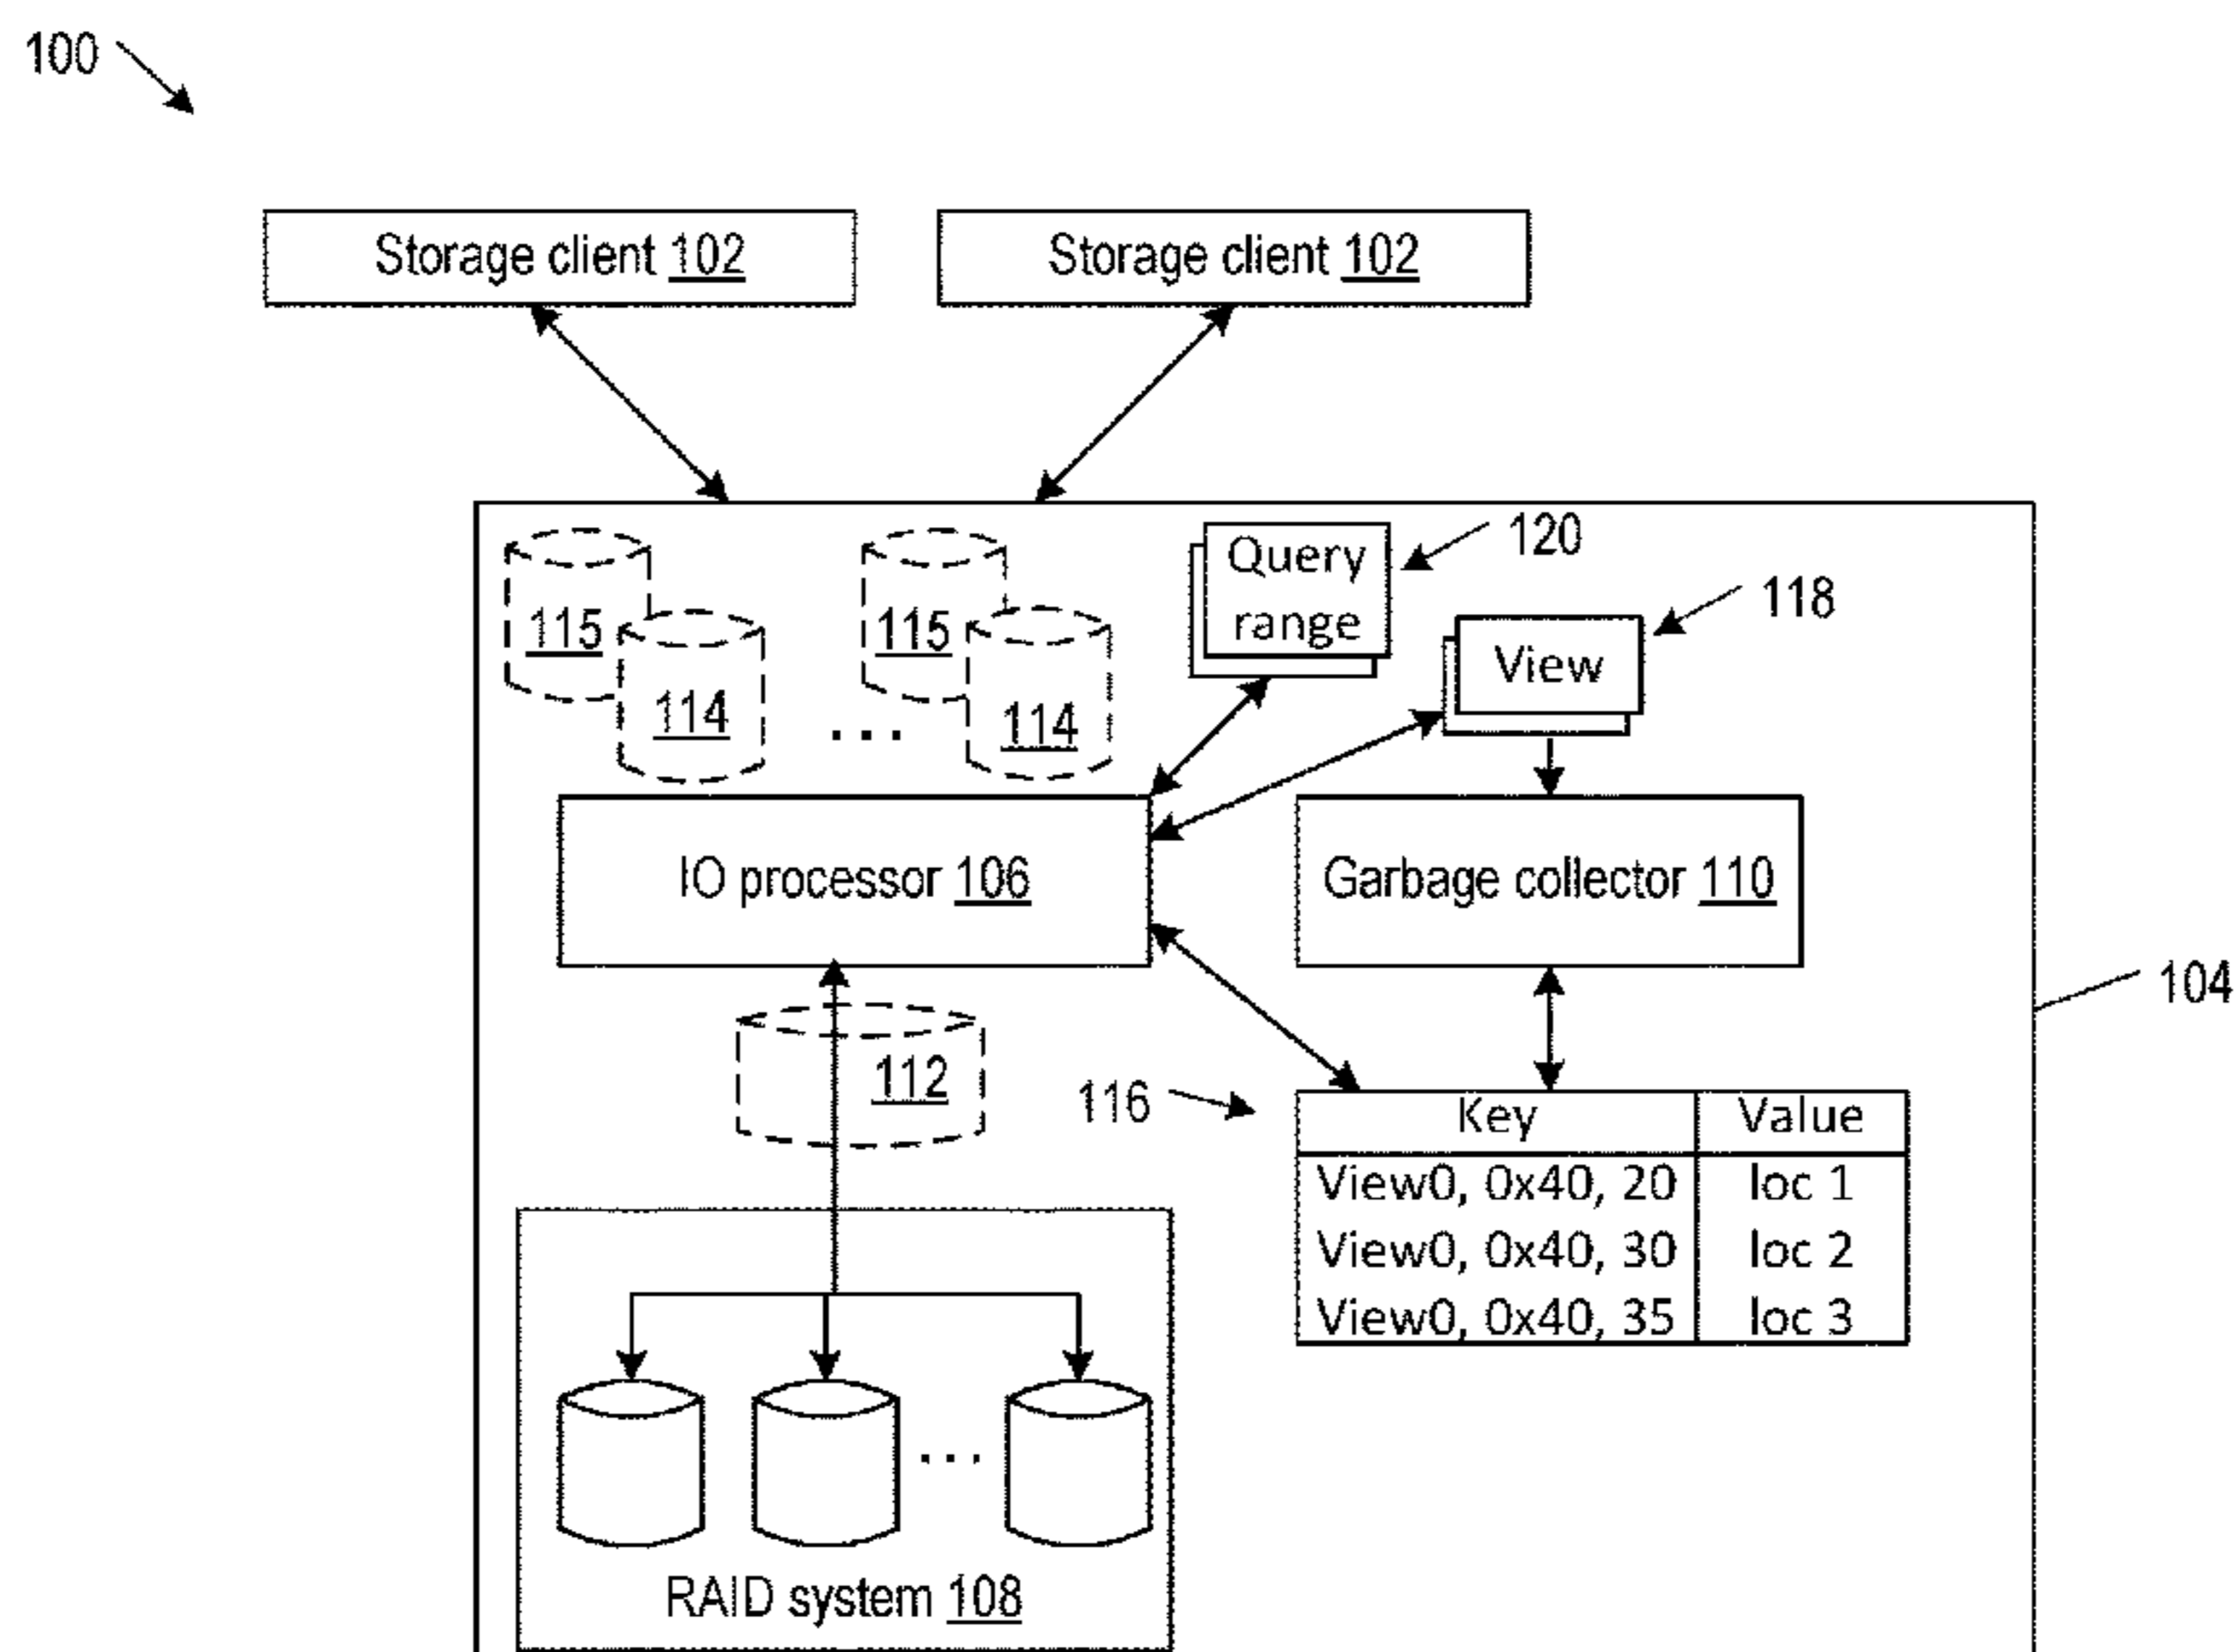 100
Storage client 102
Storage client 102
120
Query
range
118
View
115
115
114
...
114
IO processor 106
Garbage collector 110
104
112
116
Key Value
View0, 0x40, 20 loc 1
View0, 0x40, 30 loc 2
View0, 0x40, 35 loc 3
...
RAID system 108